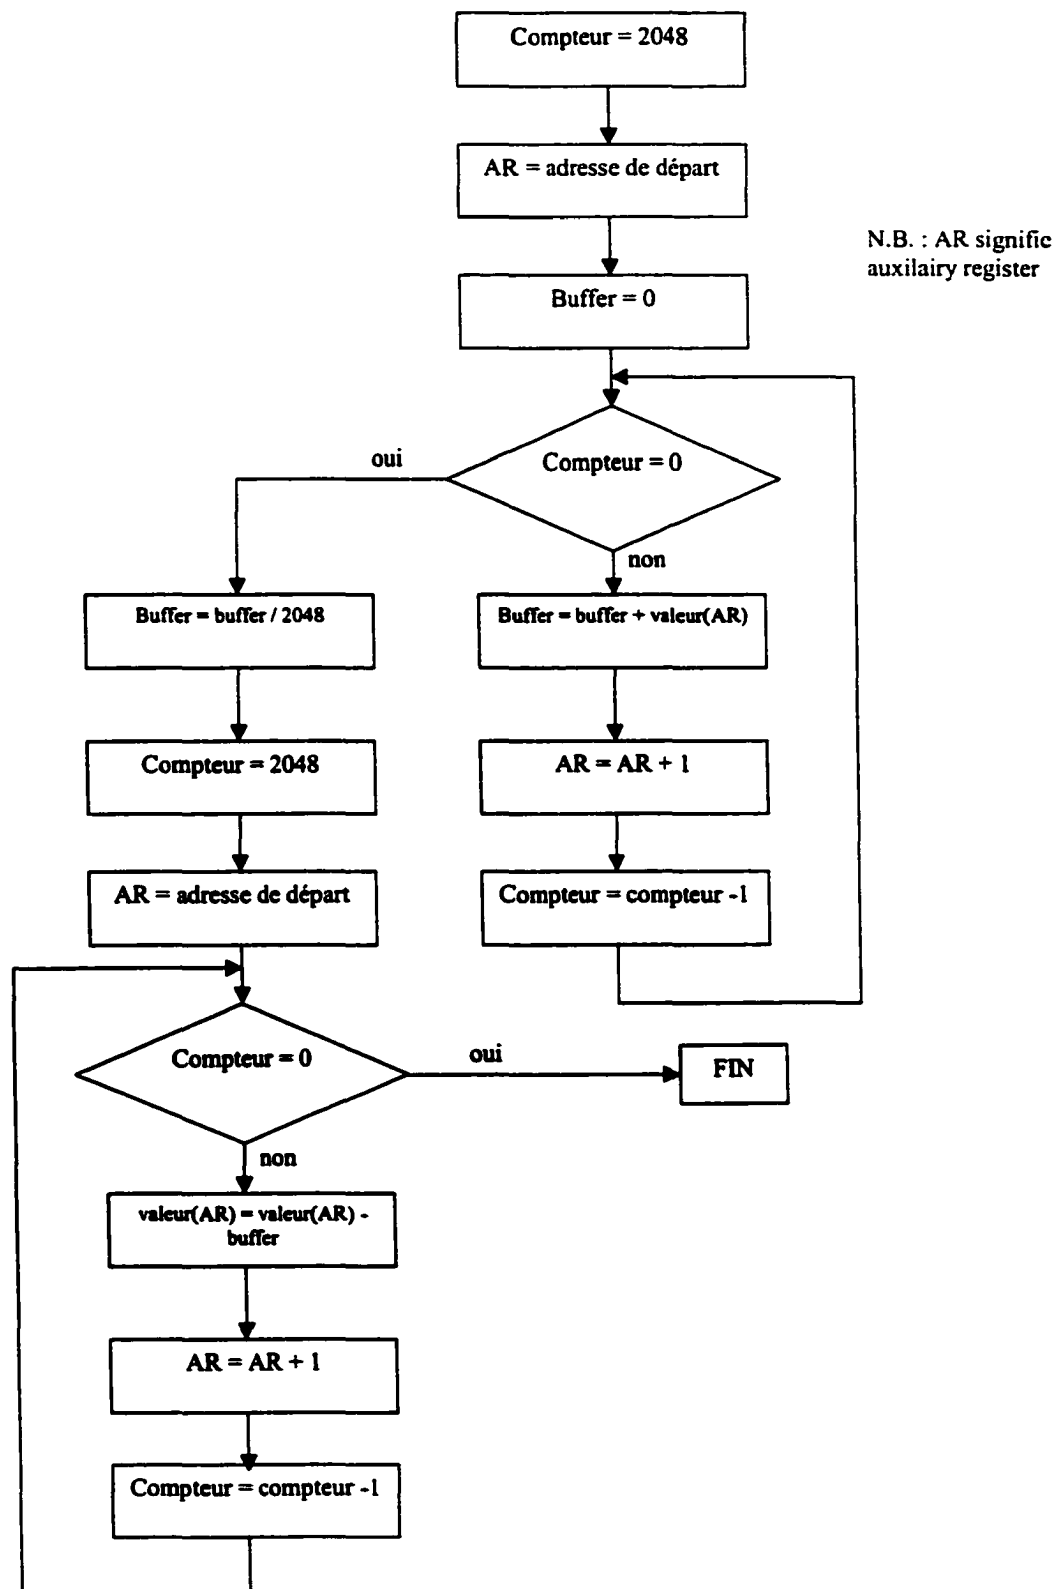 Compteur = 2048
AR = adresse de départ
N.B. : AR signifie
auxilairy register
Buffer = 0
Compteur = 0
oui
non
Buffer = buffer / 2048
Buffer = buffer + valeur(AR)
Compteur = 2048
AR = AR + 1
AR = adresse de départ
Compteur = compteur -1
Compteur = 0
oui
FIN
non
valeur(AR) = valeur(AR) -
buffer
AR = AR + 1
Compteur = compteur -1